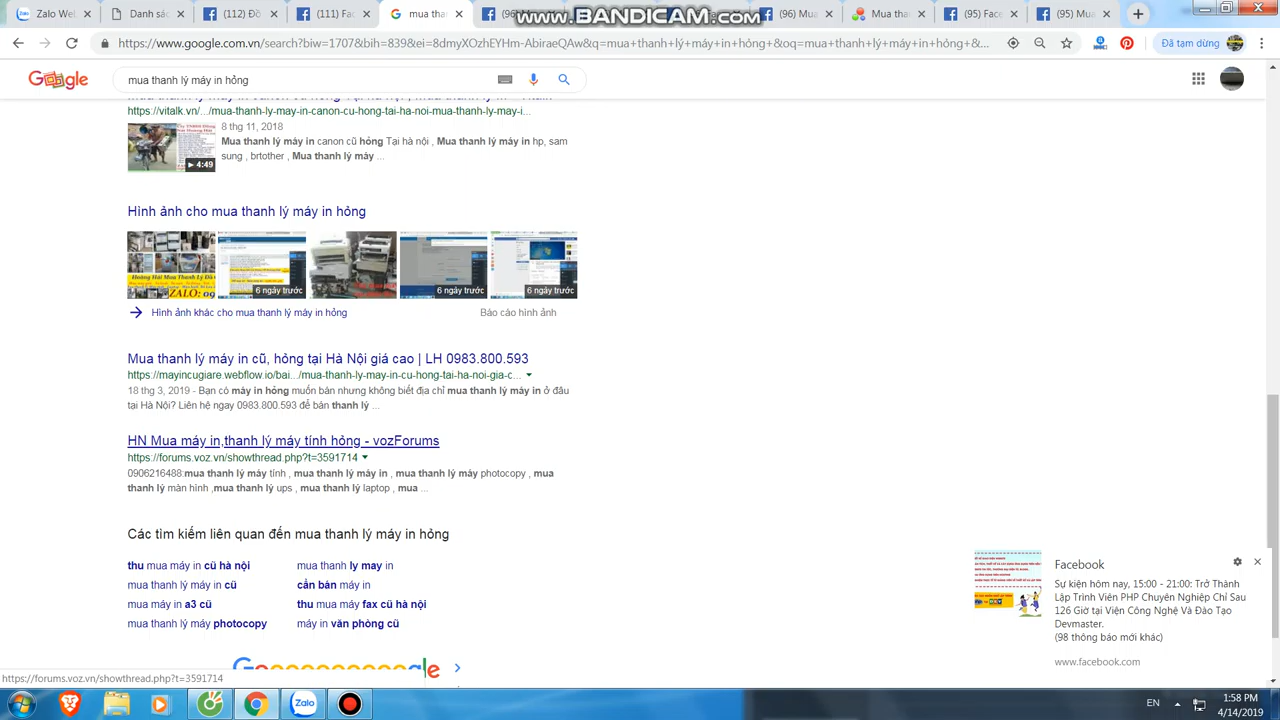 (112) Đồ
(111) Fa
mua than
(96)
www.BANDICAM.com
(96) Mu
Mua tha
(95) Face
(95) Mua
https://www.google.com.vn/search?biw=1707&bih=839&ei=8dmyXOzhEYHm-AbiraeQAw&q=mua+thanh+lý+máy+in+hỏng+&oq=mua+thanh+lý+máy+in+hỏng+&...
Đã tạm dừng
Google
mua thanh lý máy in hỏng
https://vitalk.vn/.../mua-thanh-ly-may-in-canon-cu-hong-tai-ha-noi-mua-thanh-ly-may-i...
8 thg 11, 2018
Mua thanh lý máy in canon cũ hỏng Tại hà nội , Mua thanh lý máy in hp, sam
sung , brtother , Mua thanh lý máy ...
4:49
Hình ảnh cho mua thanh lý máy in hỏng
ZALO: 09
6 ngày trước
6 ngày trước
6 ngày trước
Hình ảnh khác cho mua thanh lý máy in hỏng
Báo cáo hình ảnh
Mua thanh lý máy in cũ, hỏng tại Hà Nội giá cao | LH 0983.800.593
https://mayincugiare.webflow.io/bai.../mua-thanh-ly-may-in-cu-hong-tai-ha-noi-gia-c...
18 thg 3, 2019 - Bạn có máy in hỏng muốn bán nhưng không biết địa chỉ mua thanh lý máy in ở đâu
tại Hà Nội? Liên hệ ngay 0983.800.593 để bán thanh lý ...
HN Mua máy in,thanh lý máy tính hỏng - vozForums
https://forums.voz.vn/showthread.php?t=3591714
0906216488:mua thanh lý máy tính , mua thanh lý máy in , mua thanh lý máy photocopy , mua
thanh lý màn hình ,mua thanh lý ups , mua thanh lý laptop , mua ...
Các tìm kiếm liên quan đến mua thanh lý máy in hỏng
thu mua máy in cũ hà nội
thanh ly may in
mua thanh lý máy in cũ
mua máy in
mua máy in a3 cũ
thu mua máy fax cũ hà nội
mua thanh lý máy photocopy
máy in văn phòng cũ
Facebook
Sự kiện hôm nay, 15:00-21:00: Trở Thành
Lập Trình Viên PHP Chuyên Nghiệp Chỉ Sau
126 Giờ tại Viện Công Nghệ Và Đào Tạo
Devmaster.
(98 thông báo mới khác)
www.facebook.com
https://forums.voz.vn/showthread.php?t=3591714
Zalo
EN
1:58 PM
4/14/2019